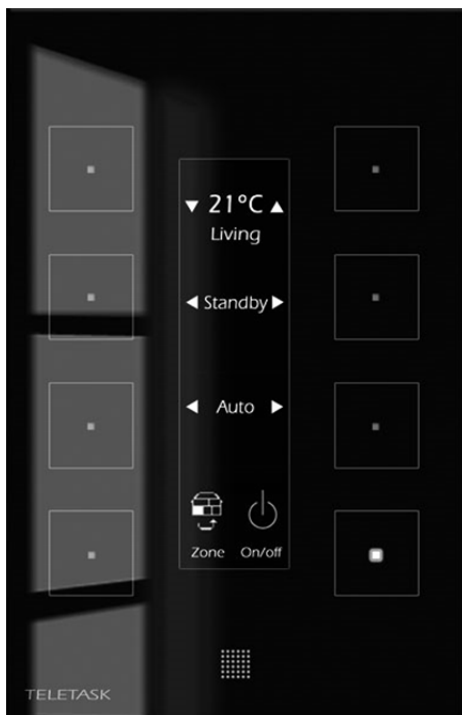 ▼ 21°C ▲
Living
◀ Standby ▶
◀ Auto ▶
Zone On/off
TELETASK